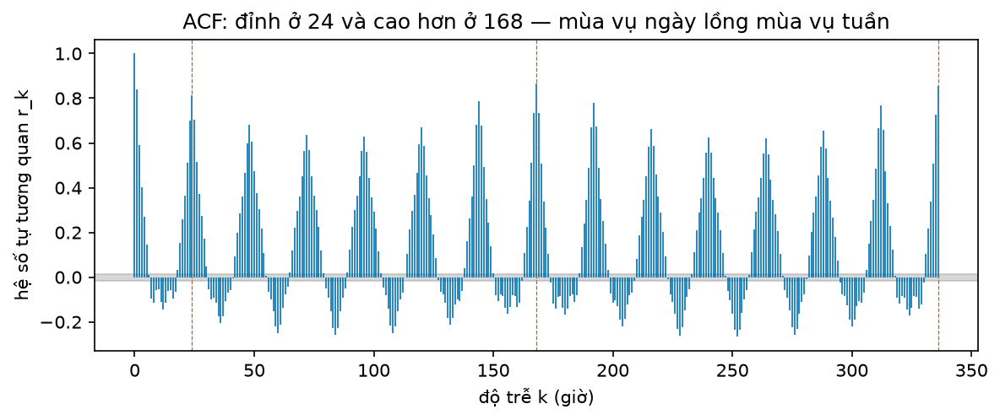 ACF: đỉnh ở 24 và cao hơn ở 168 — mùa vụ ngày lồng mùa vụ tuần
hệ số tự tương quan r_k
1.0
0.8
0.6
0.4
0.2
0.0
−0.2
0 50 100 150 200 250 300 350
độ trễ k (giờ)